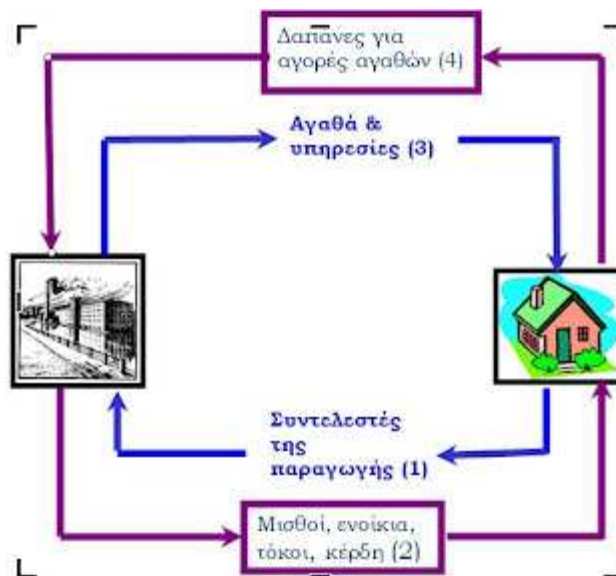 Δαπάνες για
αγορές αγαθών (4)
Αγαθά &
υπηρεσίες (3)
Συντελεστές
της
παραγωγής (1)
Μισθοί, ενοίκια,
τόκοι, κέρδη (2)